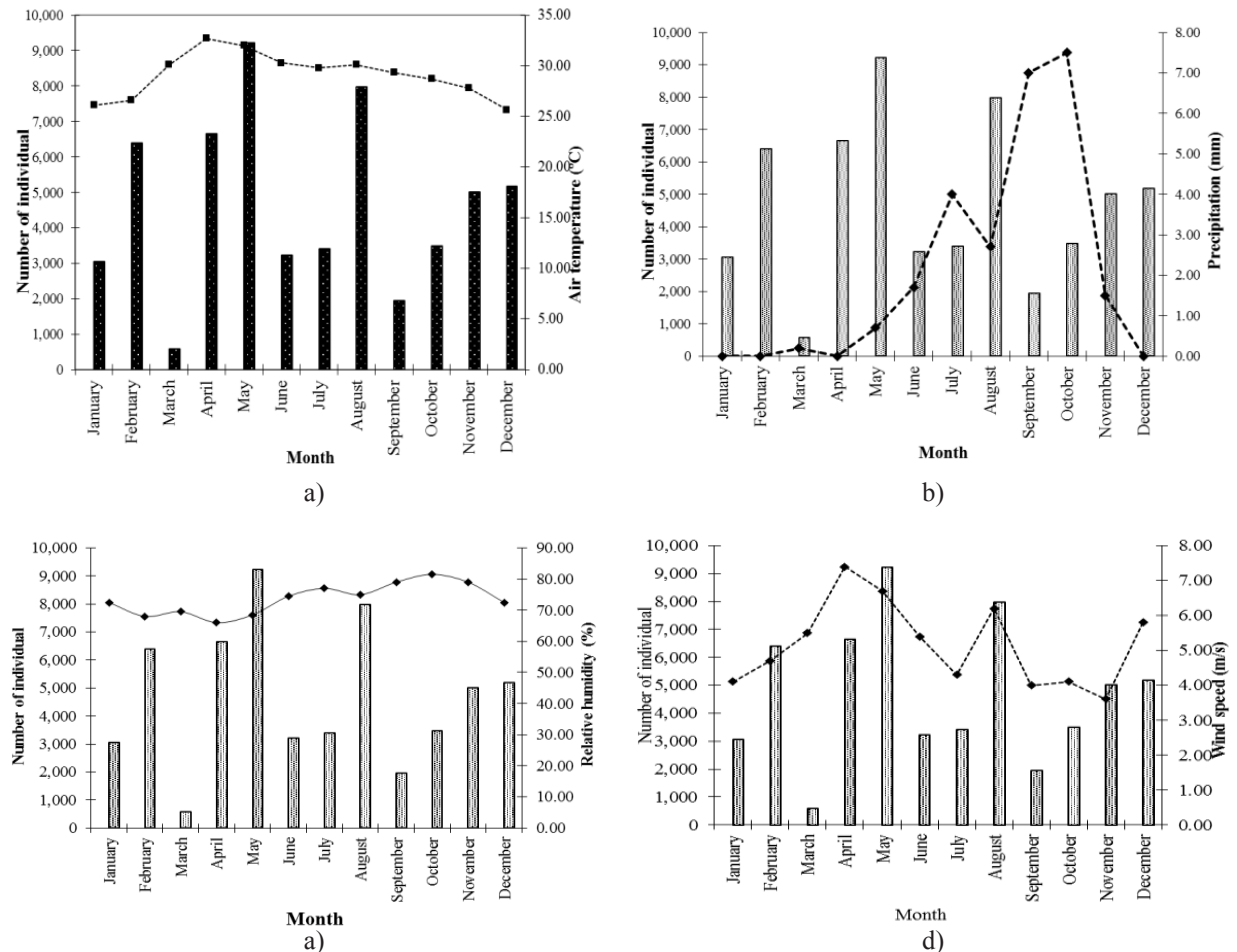 10,000
9,000
8,000
7,000
6,000
5,000
4,000
3,000
2,000
1,000
0
Number of individual
35.00
30.00
25.00
20.00
15.00
10.00
5.00
0.00
Air temperature (°C)
January
February
March
April
May
June
July
August
September
October
November
December
Month
a)
10,000
9,000
8,000
7,000
6,000
5,000
4,000
3,000
2,000
1,000
0
Number of individual
8.00
7.00
6.00
5.00
4.00
3.00
2.00
1.00
0.00
Precipitation (mm)
January
February
March
April
May
June
July
August
September
October
November
December
Month
b)
10,000
9,000
8,000
7,000
6,000
5,000
4,000
3,000
2,000
1,000
0
Number of individual
90.00
80.00
70.00
60.00
50.00
40.00
30.00
20.00
10.00
0.00
Relative humidity (%)
January
February
March
April
May
June
July
August
September
October
November
December
Month
a)
10,000
9,000
8,000
7,000
6,000
5,000
4,000
3,000
2,000
1,000
0
Number of individual
8.00
7.00
6.00
5.00
4.00
3.00
2.00
1.00
0.00
Wind speed (m/s)
January
February
March
April
May
June
July
August
September
October
November
December
Month
d)